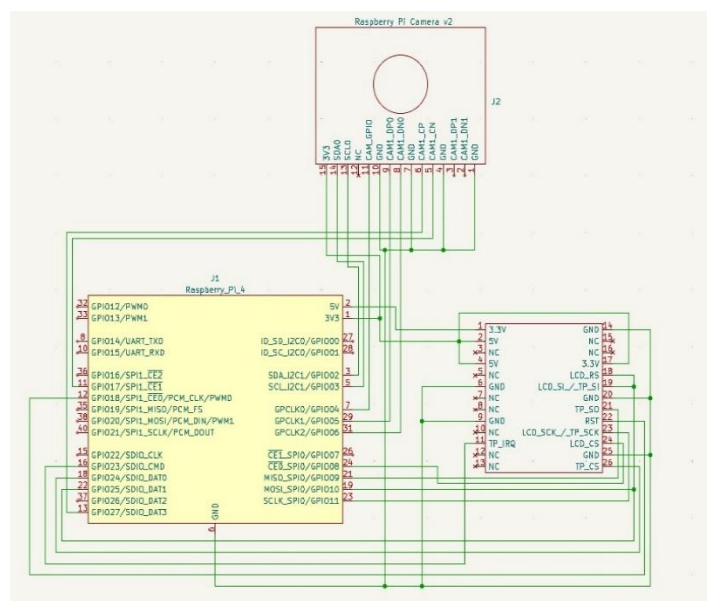 Raspberry Pi Camera v2
J2
3V3
SDA0
SCL0
NC
CAM_GPIO
GND
CAM1_DP0
CAM1_DN0
GND
CAM1_CP
CAM1_CN
GND
CAM1_DP1
CAM1_DN1
GND
15
14
13
12
11
10
9
8
7
6
5
4
3
2
1
J1
Raspberry_Pi_4
32 GPIO12/PWM0
33 GPIO13/PWM1
8 GPIO14/UART_TXD
10 GPIO15/UART_RXD
36 GPIO16/SPI1_CE2
11 GPIO17/SPI1_CE1
12 GPIO18/SPI1_CE0/PCM_CLK/PWM0
35 GPIO19/SPI1_MISO/PCM_FS
38 GPIO20/SPI1_MOSI/PCM_DIN/PWM1
40 GPIO21/SPI1_SCLK/PCM_DOUT
15 GPIO22/SDIO_CLK
16 GPIO23/SDIO_CMD
18 GPIO24/SDIO_DAT0
22 GPIO25/SDIO_DAT1
37 GPIO26/SDIO_DAT2
13 GPIO27/SDIO_DAT3
5V 2
3V3 1
ID_SD_I2C0/GPIO00 27
ID_SC_I2C0/GPIO01 28
SDA_I2C1/GPIO02 3
SCL_I2C1/GPIO03 5
GPCLK0/GPIO04 7
GPCLK1/GPIO05 29
GPCLK2/GPIO06 31
CE1_SPI0/GPIO07 26
CE0_SPI0/GPIO08 24
MISO_SPI0/GPIO09 21
MOSI_SPI0/GPIO10 19
SCLK_SPI0/GPIO11 23
GND
6
1 3.3V
2 5V
3 NC
4 5V
5 NC
6 GND
7 NC
8 NC
9 GND
10 NC
11 TP_IRQ
12 NC
13 NC
GND 14
NC 15
NC 16
3.3V 17
LCD_RS 18
LCD_SI_/_TP_SI 19
GND 20
TP_SO 21
RST 22
LCD_SCK_/_TP_SCK 23
LCD_CS 24
GND 25
TP_CS 26